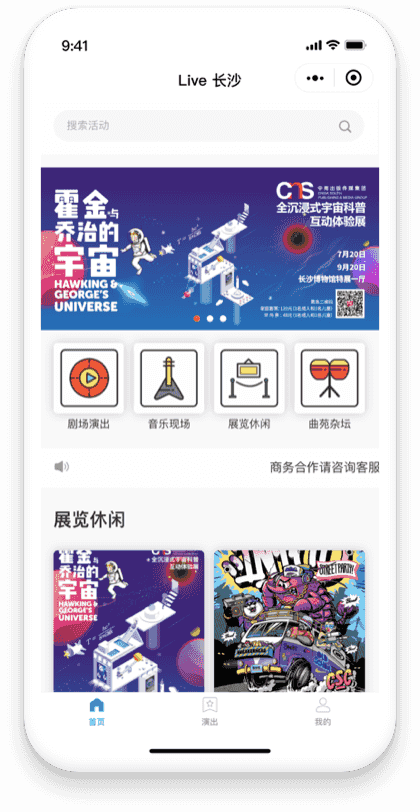 9:41
Live 长沙
搜索活动
霍金与
乔治的
宇宙
HAWKING &
GEORGE'S
UNIVERSE
CNS 中南出版传媒集团
全沉浸式宇宙科普
互动体验展
7月20日
9月20日
长沙博物馆特展一厅
剧场演出
音乐现场
展览休闲
曲苑杂坛
商务合作请咨询客服
展览休闲
霍金与
乔治的
宇宙
HAWKING &
GEORGE'S
UNIVERSE
全沉浸式宇宙科普
互动体验展
STREET PARTY!
CSC
首页
演出
我的